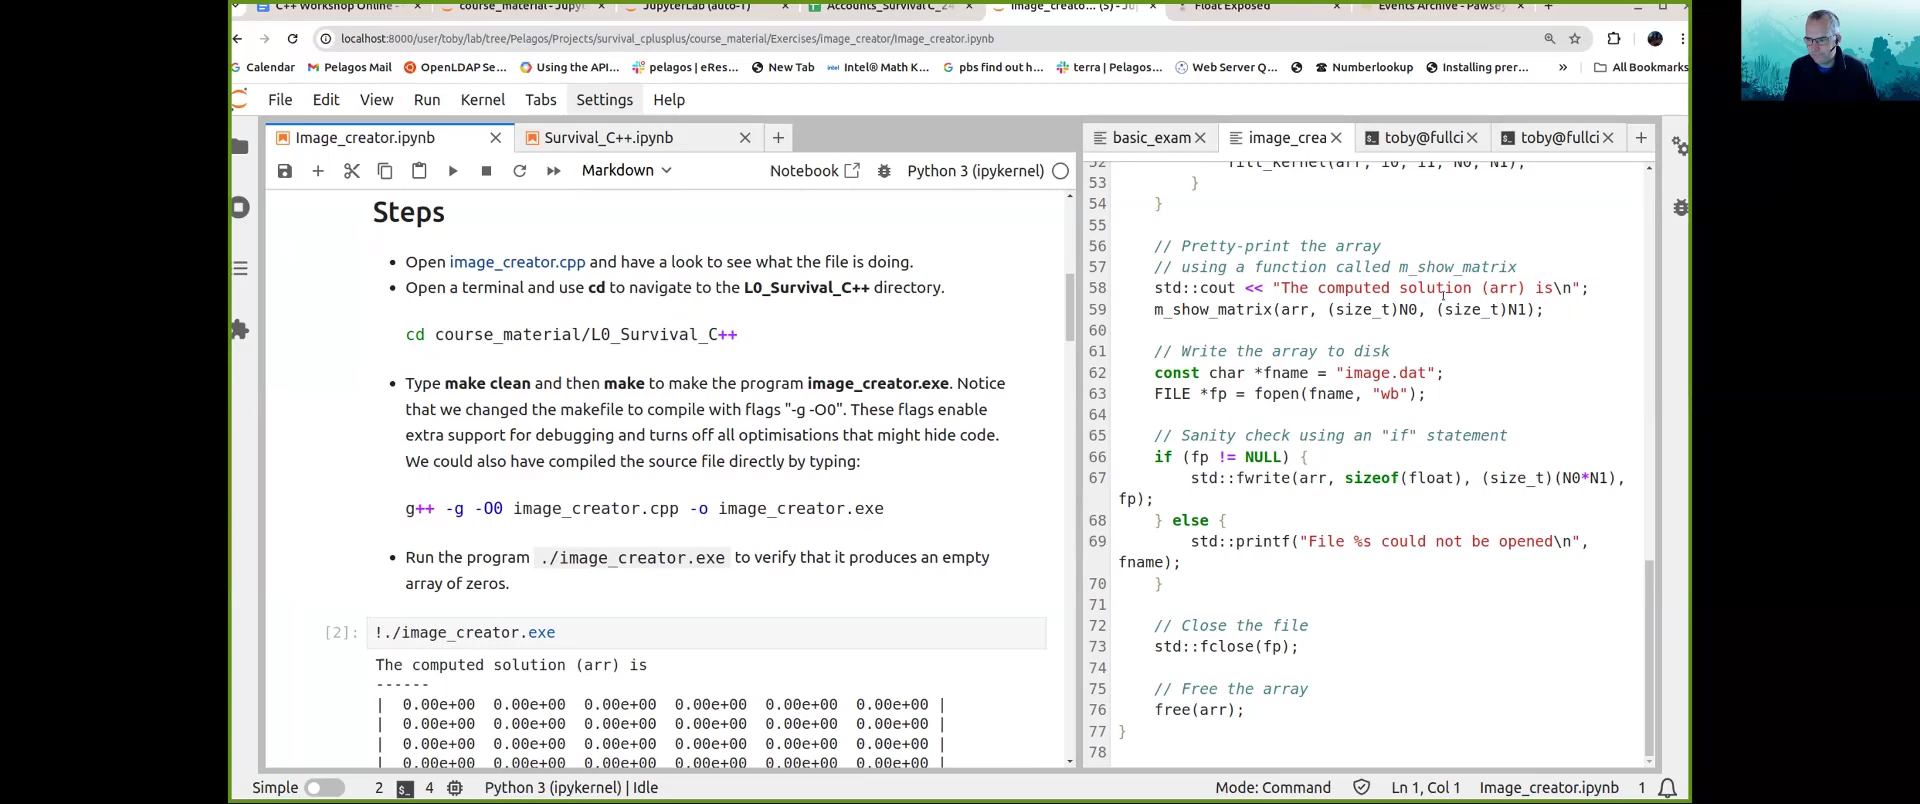 C++ Workshop Online -
course_material - Jupyt
JupyterLab (auto-1)
Accounts_Survival C_24
image_creato... (5) - Ju
Float Exposed
Events Archive - Pawsey
localhost:8000/user/toby/lab/tree/Pelagos/Projects/survival_cplusplus/course_material/Exercises/image_creator/Image_creator.ipynb
Calendar
Pelagos Mail
OpenLDAP Se...
Using the API...
pelagos | eRes...
New Tab
Intel® Math K...
pbs find out h...
terra | Pelagos...
Web Server Q...
Numberlookup
Installing prer...
»
All Bookmarks
File Edit View Run Kernel Tabs Settings Help
Image_creator.ipynb
Survival_C++.ipynb
Markdown
Notebook
Python 3 (ipykernel)
Steps
• Open image_creator.cpp and have a look to see what the file is doing.
• Open a terminal and use cd to navigate to the L0_Survival_C++ directory.
cd course_material/L0_Survival_C++
• Type make clean and then make to make the program image_creator.exe. Notice
that we changed the makefile to compile with flags "-g -O0". These flags enable
extra support for debugging and turns off all optimisations that might hide code.
We could also have compiled the source file directly by typing:
g++ -g -O0 image_creator.cpp -o image_creator.exe
• Run the program ./image_creator.exe to verify that it produces an empty
array of zeros.
[2]: !./image_creator.exe
The computed solution (arr) is
------
| 0.00e+00 0.00e+00 0.00e+00 0.00e+00 0.00e+00 0.00e+00 |
| 0.00e+00 0.00e+00 0.00e+00 0.00e+00 0.00e+00 0.00e+00 |
| 0.00e+00 0.00e+00 0.00e+00 0.00e+00 0.00e+00 0.00e+00 |
| 0.00e+00 0.00e+00 0.00e+00 0.00e+00 0.00e+00 0.00e+00 |
basic_exam
image_crea
toby@fullci
toby@fullci
52 fill_kernel(arr, i0, i1, N0, N1);
53 }
54 }
55
56 // Pretty-print the array
57 // using a function called m_show_matrix
58 std::cout << "The computed solution (arr) is\n";
59 m_show_matrix(arr, (size_t)N0, (size_t)N1);
60
61 // Write the array to disk
62 const char *fname = "image.dat";
63 FILE *fp = fopen(fname, "wb");
64
65 // Sanity check using an "if" statement
66 if (fp != NULL) {
67 std::fwrite(arr, sizeof(float), (size_t)(N0*N1),
fp);
68 } else {
69 std::printf("File %s could not be opened\n",
fname);
70 }
71
72 // Close the file
73 std::fclose(fp);
74
75 // Free the array
76 free(arr);
77 }
78
Simple 2 4 Python 3 (ipykernel) | Idle
Mode: Command Ln 1, Col 1 Image_creator.ipynb 1